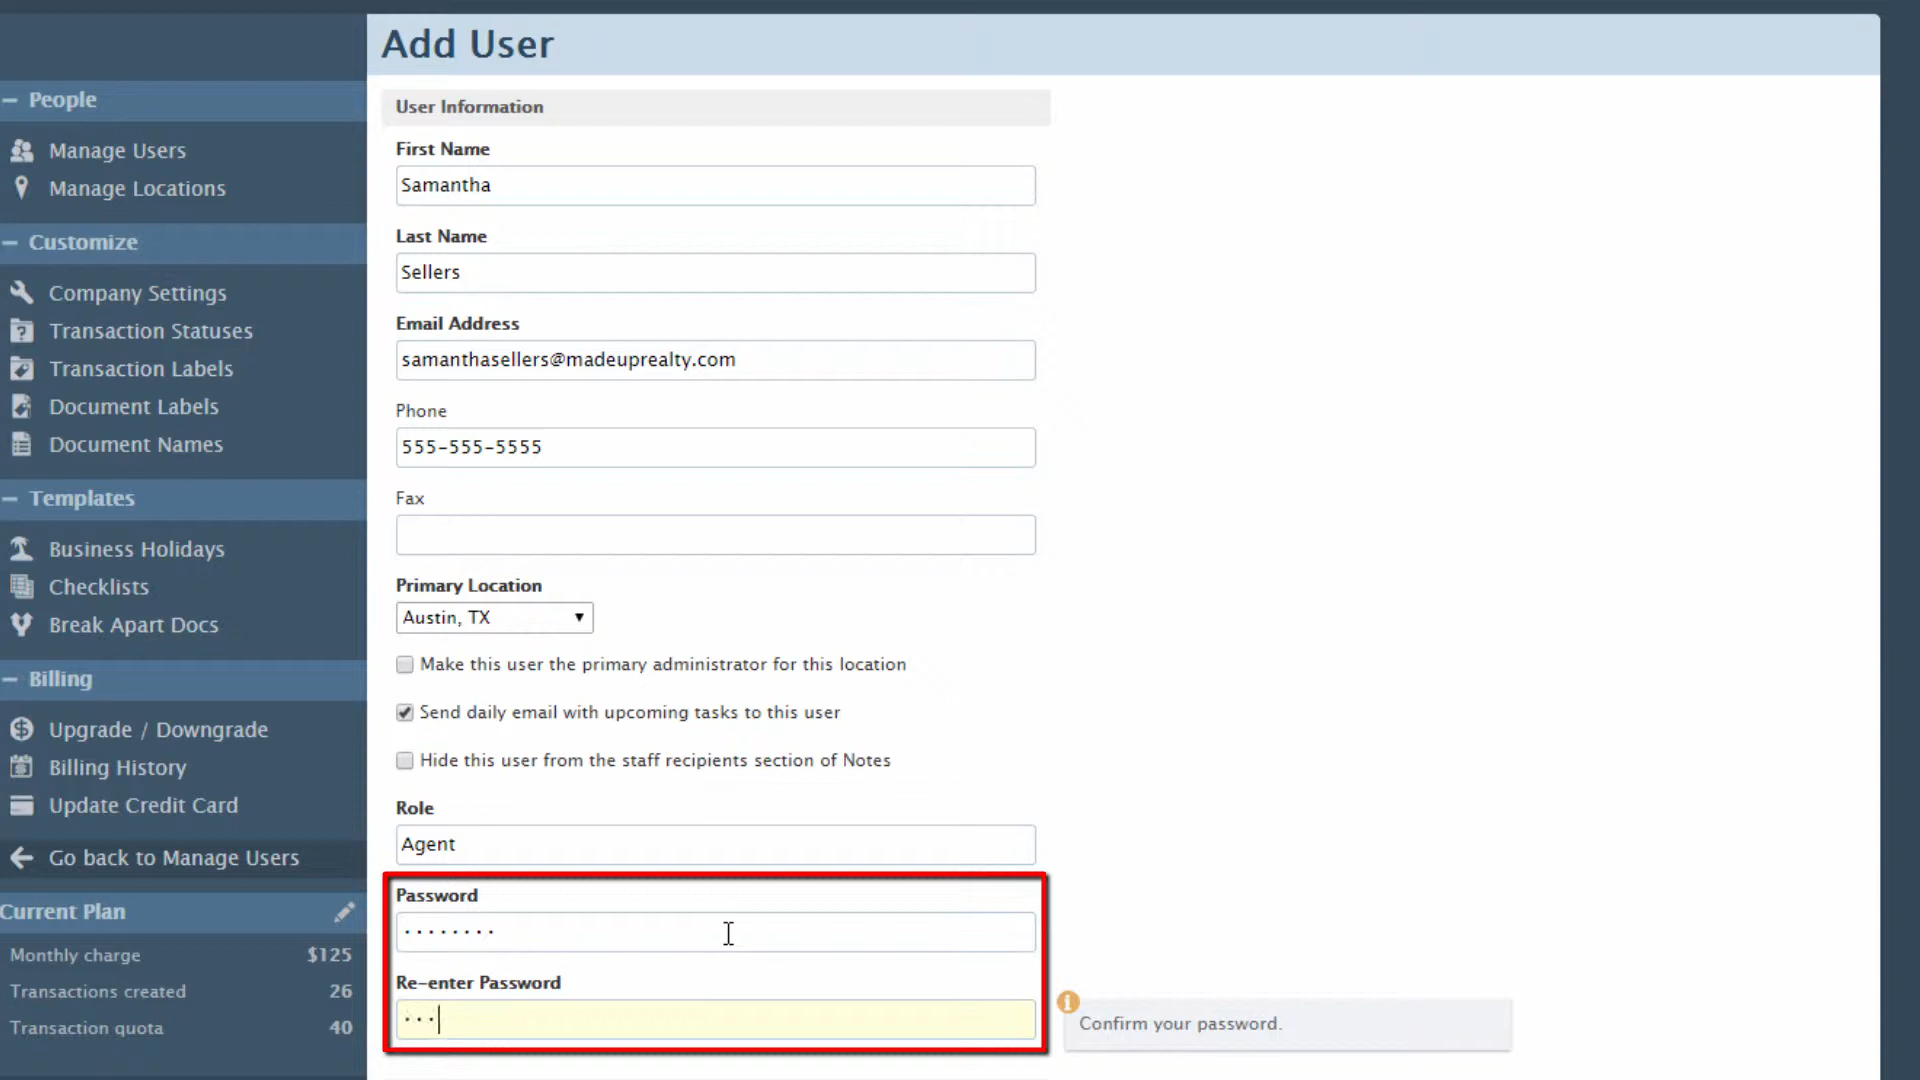 Add User
People
Manage Users
Manage Locations
Customize
Company Settings
Transaction Statuses
Transaction Labels
Document Labels
Document Names
Templates
Business Holidays
Checklists
Break Apart Docs
Billing
Upgrade / Downgrade
Billing History
Update Credit Card
Go back to Manage Users
Current Plan
Monthly charge $125
Transactions created 26
Transaction quota 40
User Information
First Name
Samantha
Last Name
Sellers
Email Address
samanthasellers@madeuprealty.com
Phone
555-555-5555
Fax
Primary Location
Austin, TX
Make this user the primary administrator for this location
Send daily email with upcoming tasks to this user
Hide this user from the staff recipients section of Notes
Role
Agent
Password
Re-enter Password
Confirm your password.